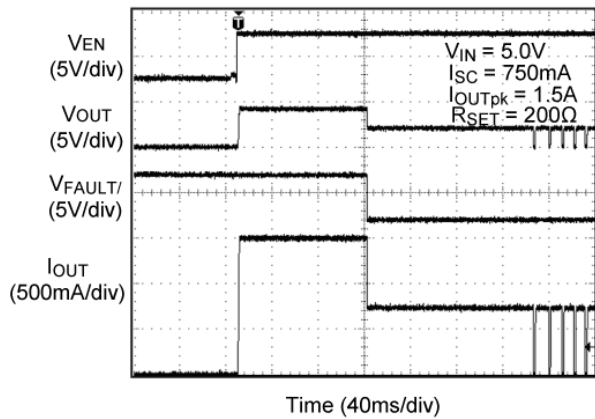 T
VEN
(5V/div)
VOUT
(5V/div)
VFAULT/
(5V/div)
IOUT
(500mA/div)
VIN = 5.0V
ISC = 750mA
IOUTpk = 1.5A
RSET = 200Ω
Time (40ms/div)